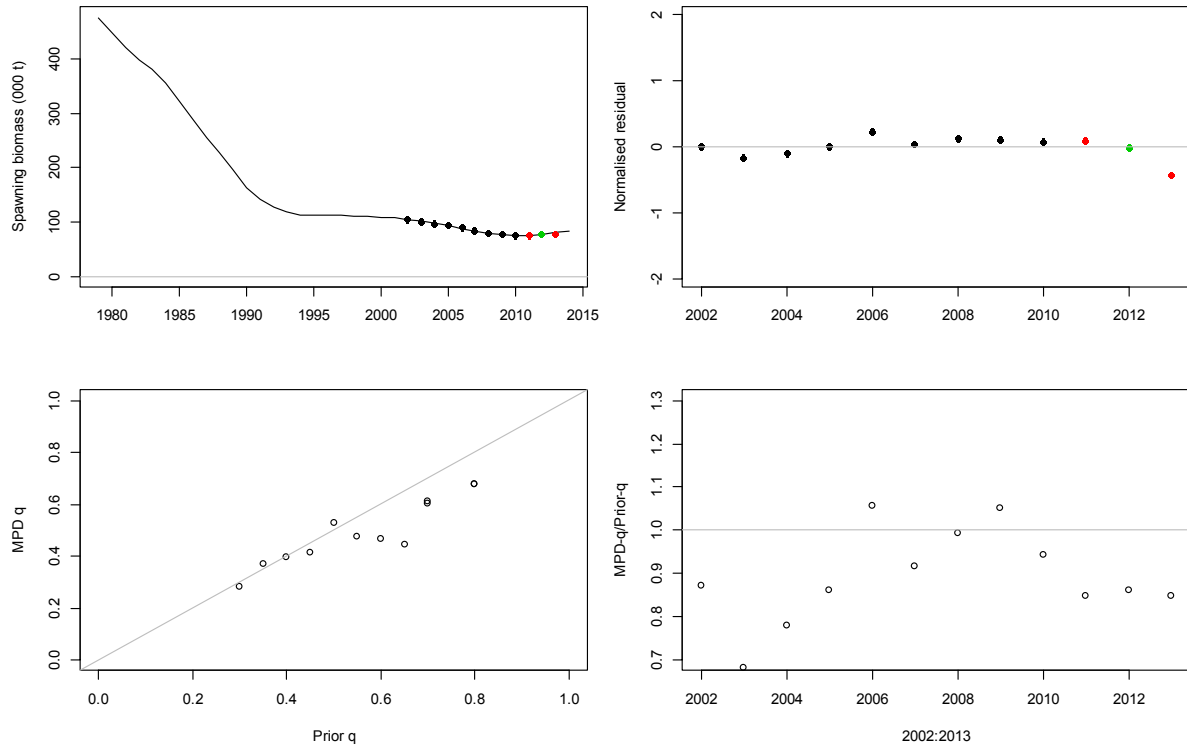 Spawning biomass (000 t)
0 100 200 300 400
1980 1985 1990 1995 2000 2005 2010 2015
Normalised residual
-2 -1 0 1 2
2002 2004 2006 2008 2010 2012
MPD q
0.0 0.2 0.4 0.6 0.8 1.0
0.0 0.2 0.4 0.6 0.8 1.0
Prior q
MPD-q/Prior-q
0.7 0.8 0.9 1.0 1.1 1.2 1.3
2002 2004 2006 2008 2010 2012
2002:2013